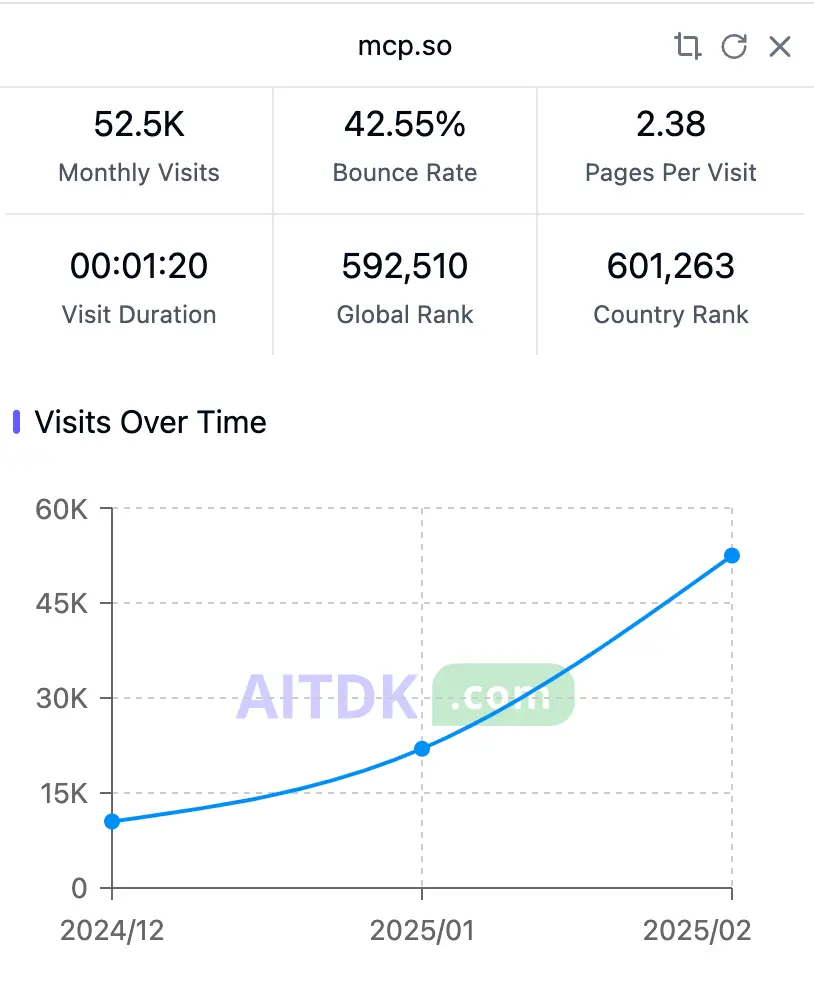 mcp.so
52.5K 42.55% 2.38
Monthly Visits Bounce Rate Pages Per Visit
00:01:20 592,510 601,263
Visit Duration Global Rank Country Rank
Visits Over Time
60K
45K
30K
AITDK .com
15K
0
2024/12 2025/01 2025/02